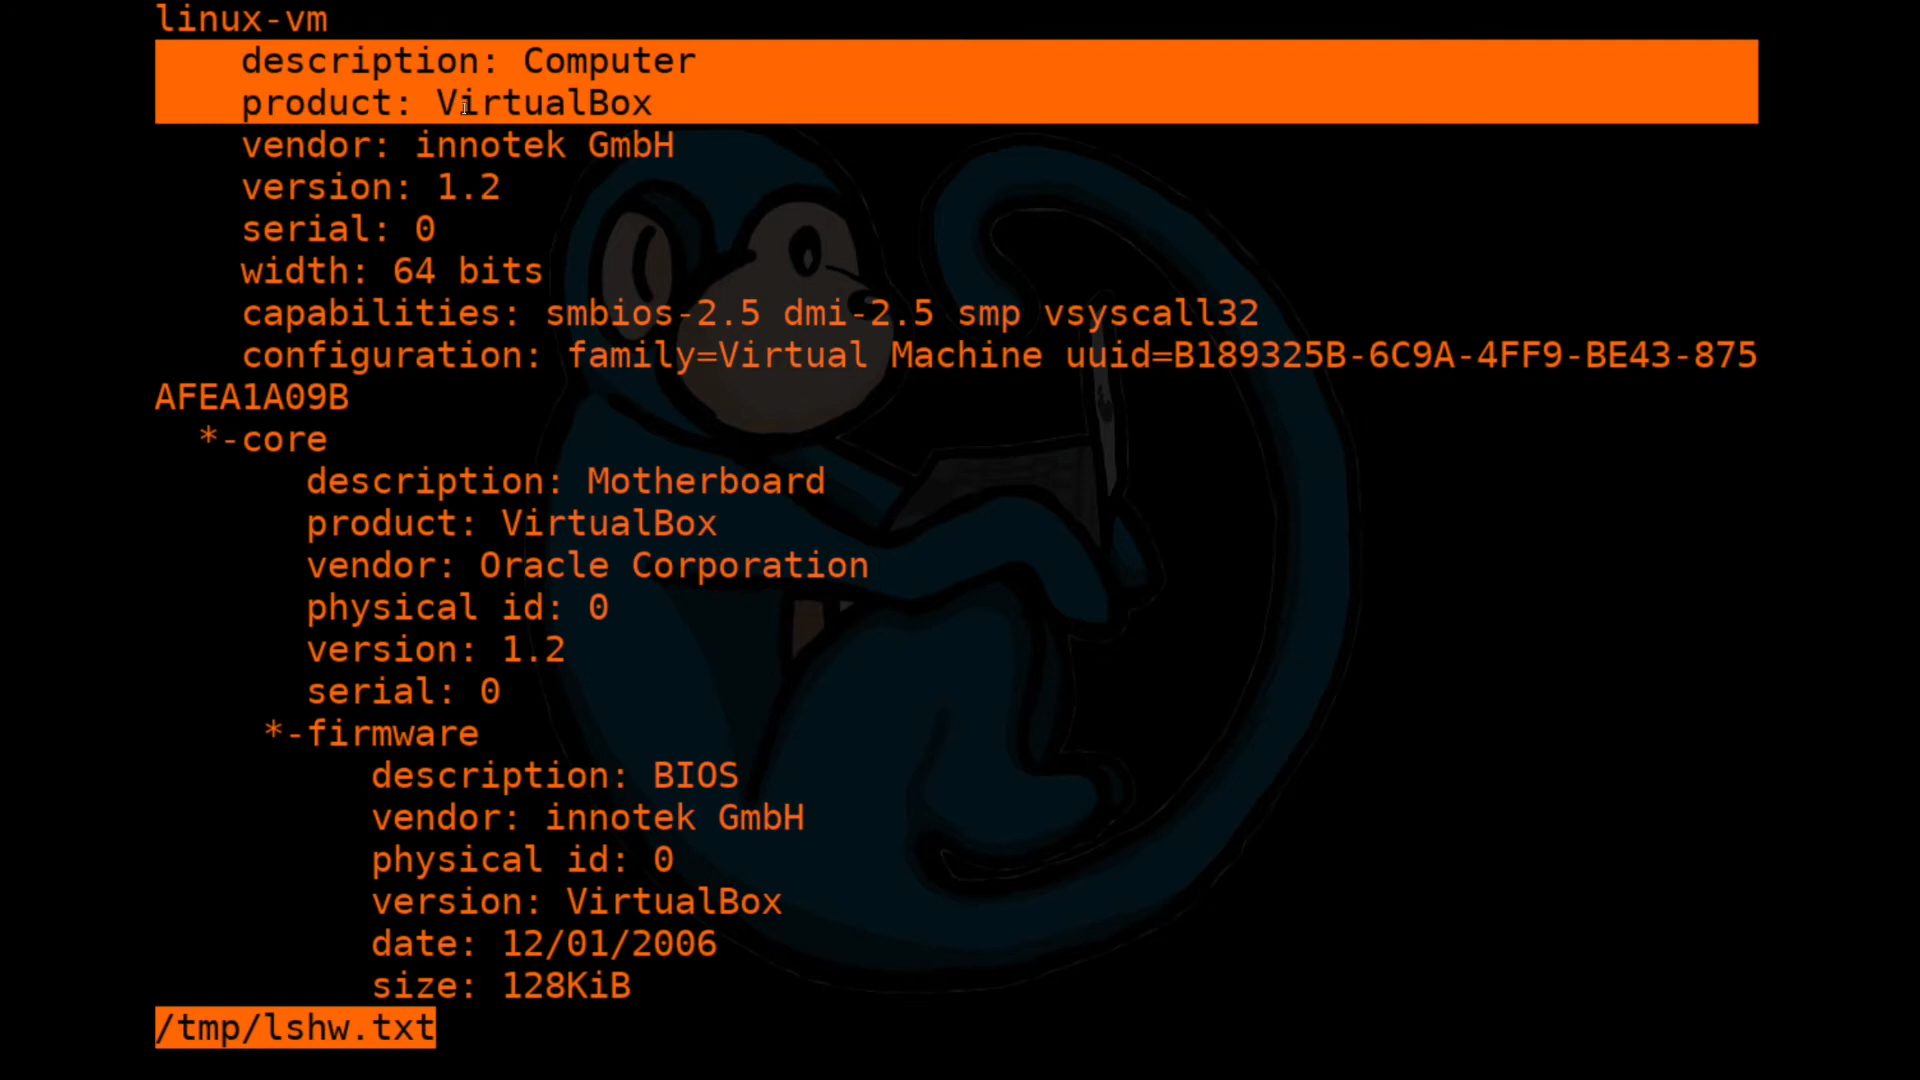 linux-vm
description: Computer
product: VirtualBox
vendor: innotek GmbH
version: 1.2
serial: 0
width: 64 bits
capabilities: smbios-2.5 dmi-2.5 smp vsyscall32
configuration: family=Virtual Machine uuid=B189325B-6C9A-4FF9-BE43-875
AFEA1A09B
*-core
description: Motherboard
product: VirtualBox
vendor: Oracle Corporation
physical id: 0
version: 1.2
serial: 0
*-firmware
description: BIOS
vendor: innotek GmbH
physical id: 0
version: VirtualBox
date: 12/01/2006
size: 128KiB
/tmp/lshw.txt